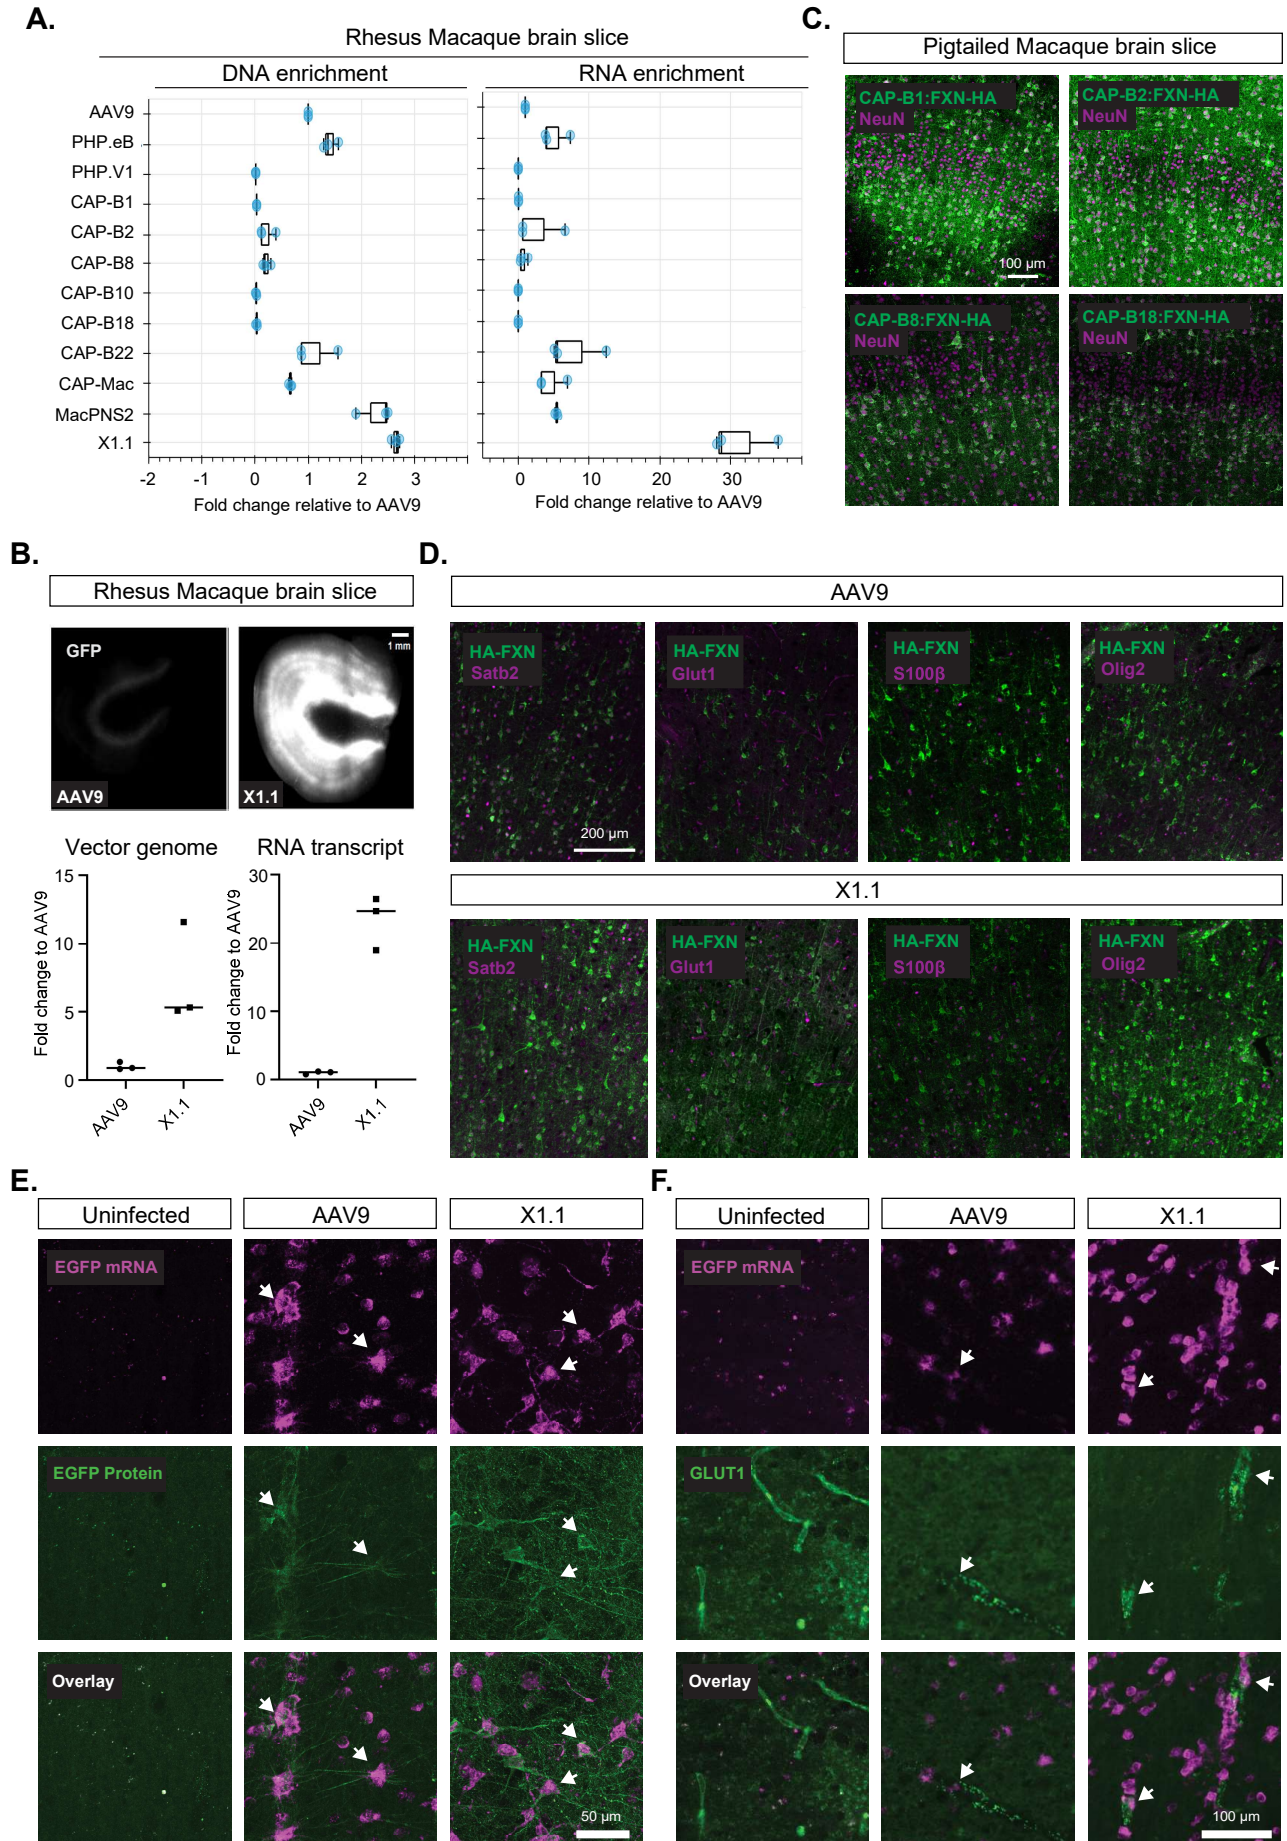 A.
Rhesus Macaque brain slice
DNA enrichment
RNA enrichment
AAV9
PHP.eB
PHP.V1
CAP-B1
CAP-B2
CAP-B8
CAP-B10
CAP-B18
CAP-B22
CAP-Mac
MacPNS2
X1.1
-2 -1 0 1 2 3
Fold change relative to AAV9
0 10 20 30
Fold change relative to AAV9
C.
Pigtailed Macaque brain slice
CAP-B1:FXN-HA
NeuN
100 µm
CAP-B2:FXN-HA
NeuN
CAP-B8:FXN-HA
NeuN
CAP-B18:FXN-HA
NeuN
B.
Rhesus Macaque brain slice
GFP
AAV9
1 mm
X1.1
Vector genome
Fold change to AAV9
15
10
5
0
AAV9
X1.1
RNA transcript
Fold change to AAV9
30
20
10
0
AAV9
X1.1
D.
AAV9
HA-FXN
Satb2
200 µm
HA-FXN
Glut1
HA-FXN
S100β
HA-FXN
Olig2
X1.1
HA-FXN
Satb2
HA-FXN
Glut1
HA-FXN
S100β
HA-FXN
Olig2
E.
Uninfected
AAV9
X1.1
EGFP mRNA
EGFP Protein
Overlay
50 µm
F.
Uninfected
AAV9
X1.1
EGFP mRNA
GLUT1
Overlay
100 µm